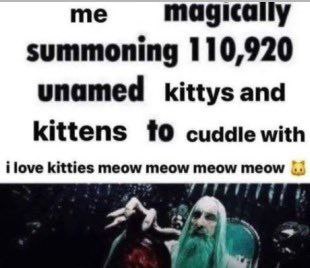 me magically
summoning 110,920
unamed kittys and
kittens to cuddle with
i love kitties meow meow meow meow 🐱